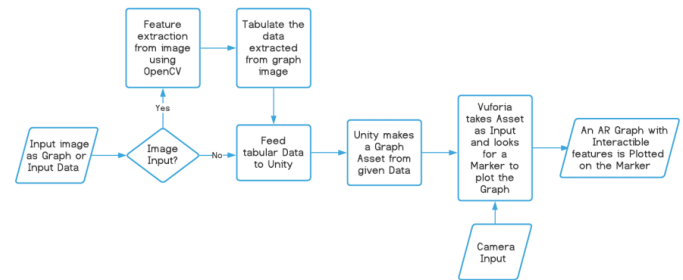 Feature
extraction
from image
using
OpenCV
Tabulate the
data
extracted
from graph
image
Yes
Input image
as Graph or
Input Data
Image
Input?
No
Feed
tabular Data
to Unity
Unity makes
a Graph
Asset from
given Data
Vuforia
takes Asset
as Input
and looks
for a
Marker to
plot the
Graph
An AR Graph with
Interactible
features is Plotted
on the Marker
Camera
Input